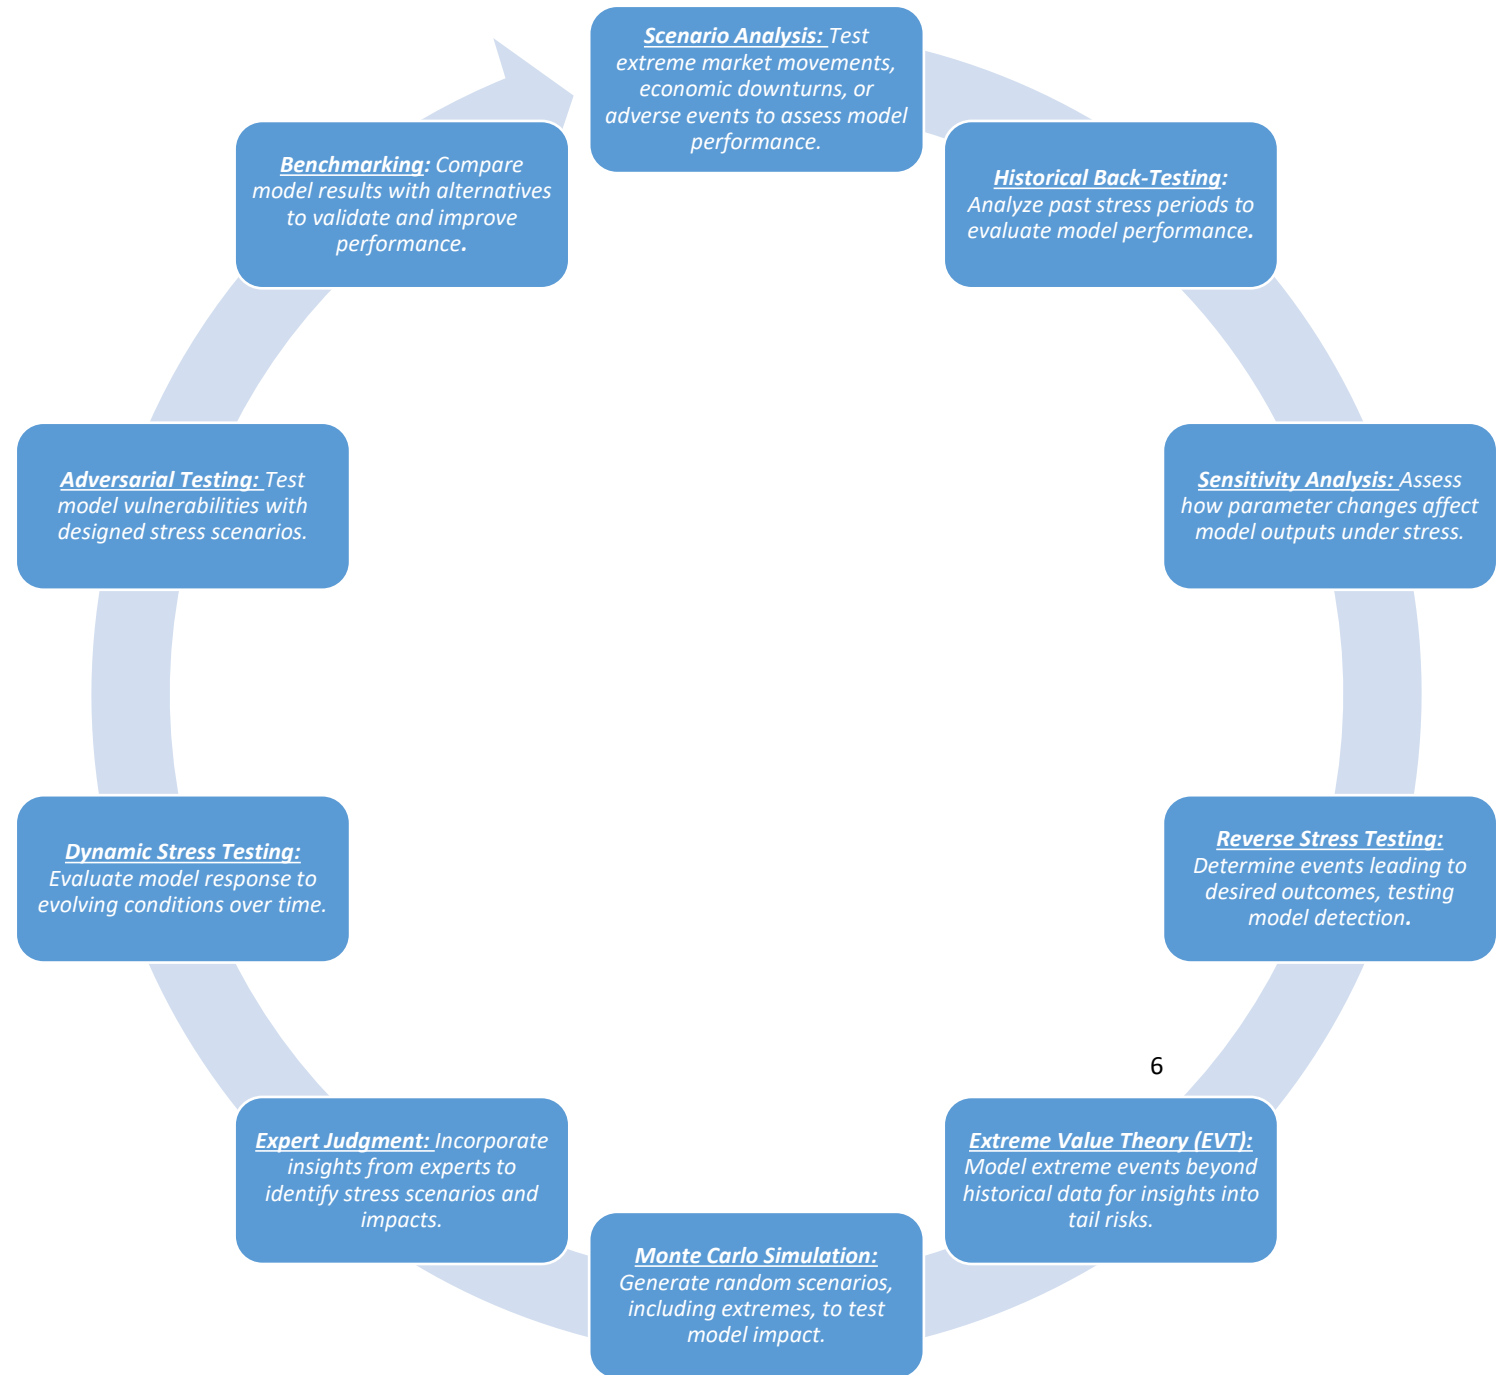 Scenario Analysis: Test
extreme market movements,
economic downturns, or
adverse events to assess model
performance.
Historical Back-Testing:
Analyze past stress periods to
evaluate model performance.
Sensitivity Analysis: Assess
how parameter changes affect
model outputs under stress.
Reverse Stress Testing:
Determine events leading to
desired outcomes, testing
model detection.
6
Extreme Value Theory (EVT):
Model extreme events beyond
historical data for insights into
tail risks.
Monte Carlo Simulation:
Generate random scenarios,
including extremes, to test
model impact.
Expert Judgment: Incorporate
insights from experts to
identify stress scenarios and
impacts.
Dynamic Stress Testing:
Evaluate model response to
evolving conditions over time.
Adversarial Testing: Test
model vulnerabilities with
designed stress scenarios.
Benchmarking: Compare
model results with alternatives
to validate and improve
performance.